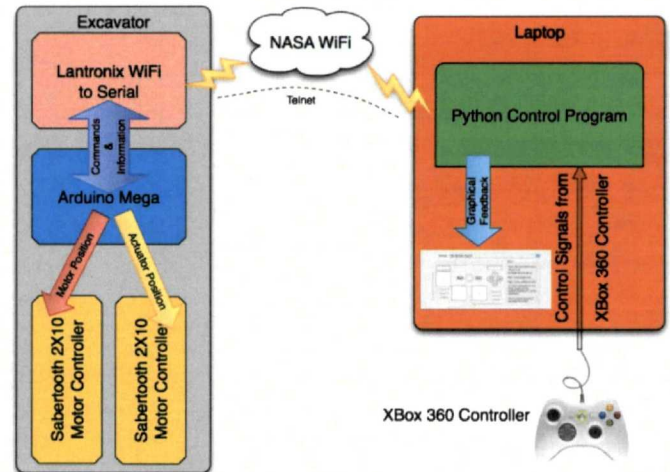 Excavator
Lantronix WiFi
to Serial
Commands
&
Information
Arduino Mega
Motor Position
Actuator Position
Sabertooth 2X10
Motor Controller
Sabertooth 2X10
Motor Controller
NASA WiFi
Telnet
Laptop
Python Control Program
Graphical
Feedback
Control Signals from
XBox 360 Controller
XBox 360 Controller